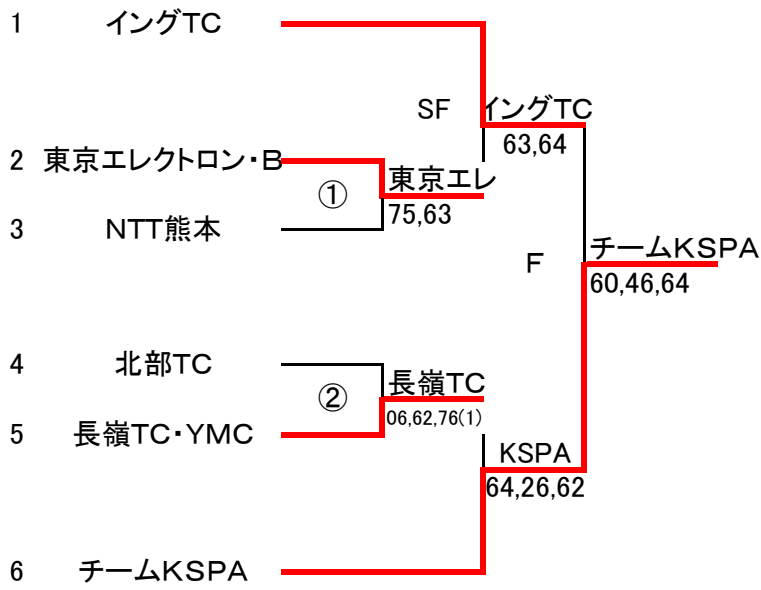 1 イングTC
SF イングTC
63,64
2 東京エレクトロン・B
① 東京エレ
75,63
3 NTT熊本
F チームKSPA
60,46,64
4 北部TC
② 長嶺TC
06,62,76(1)
5 長嶺TC・YMC
KSPA
64,26,62
6 チームKSPA